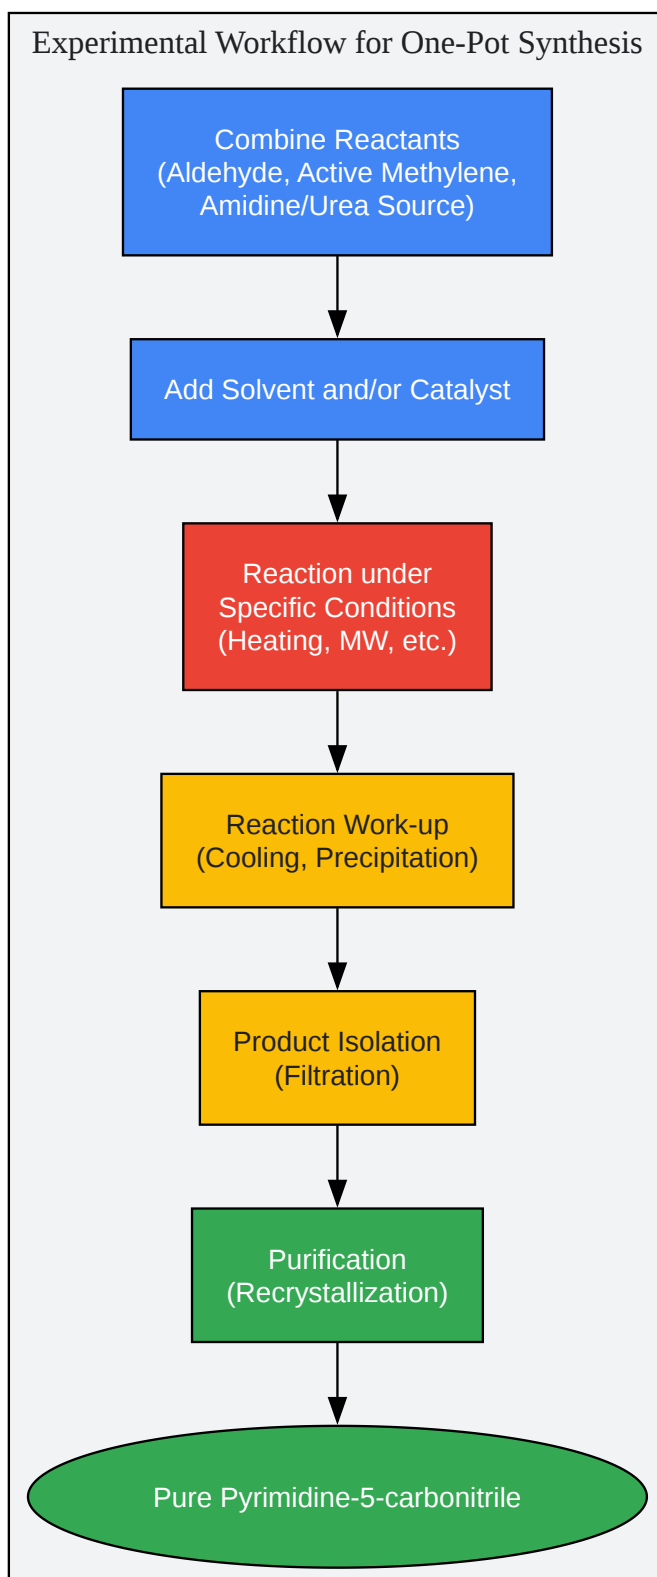 Experimental Workflow for One-Pot Synthesis
Combine Reactants
(Aldehyde, Active Methylene,
Amidine/Urea Source)
Add Solvent and/or Catalyst
Reaction under
Specific Conditions
(Heating, MW, etc.)
Reaction Work-up
(Cooling, Precipitation)
Product Isolation
(Filtration)
Purification
(Recrystallization)
Pure Pyrimidine-5-carbonitrile